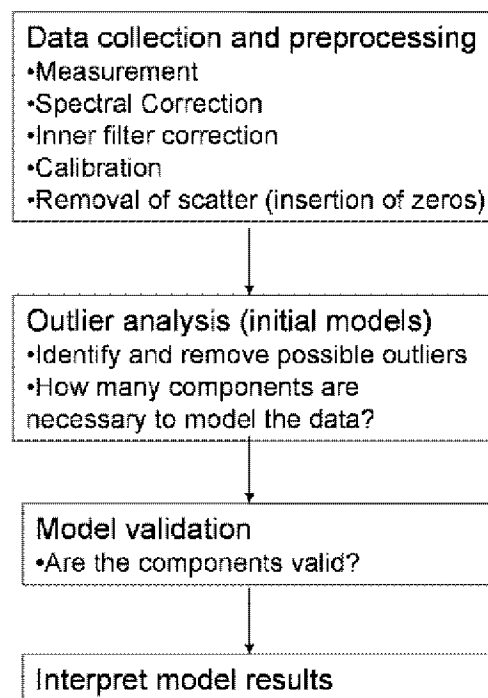 Data collection and preprocessing
•Measurement
•Spectral Correction
•Inner filter correction
•Calibration
•Removal of scatter (insertion of zeros)
Outlier analysis (initial models)
•Identify and remove possible outliers
•How many components are
necessary to model the data?
Model validation
•Are the components valid?
Interpret model results